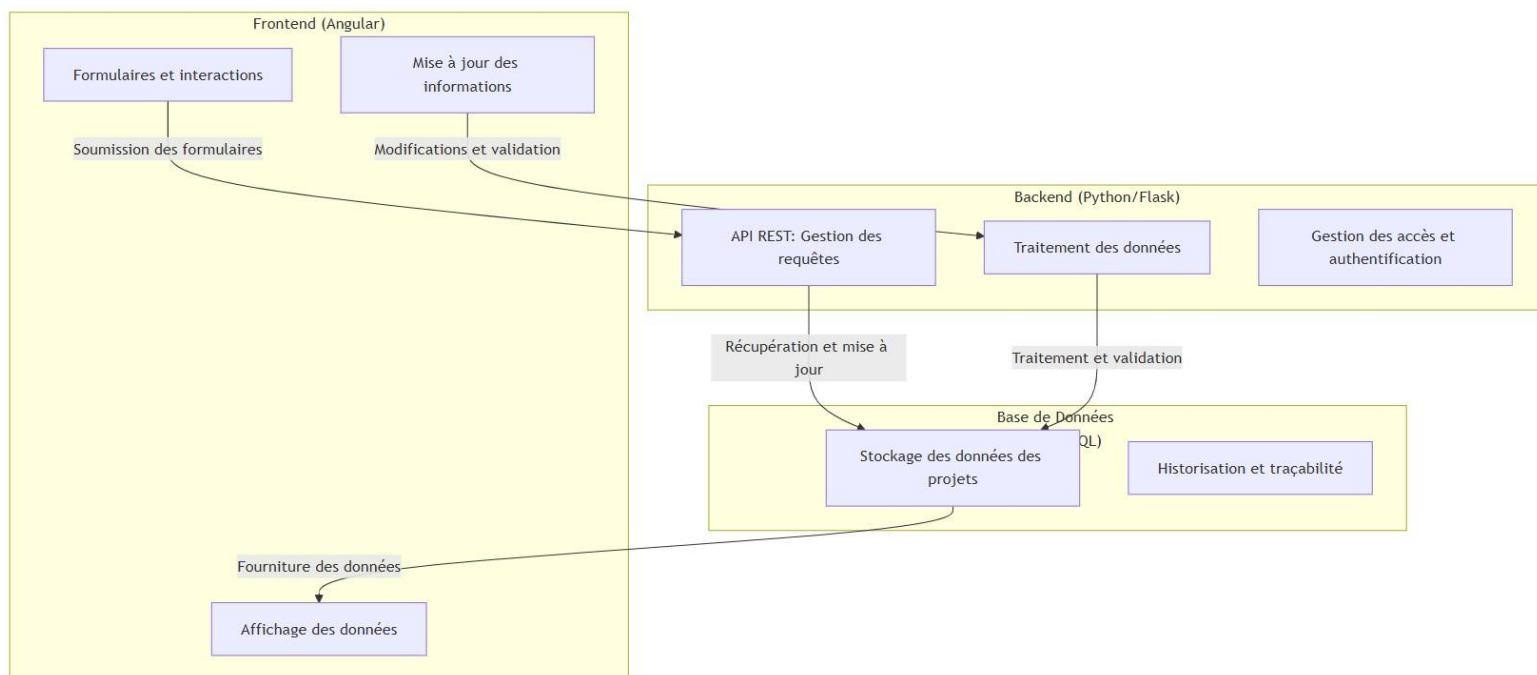 Frontend (Angular)
Formulaires et interactions
Mise à jour des
informations
Soumission des formulaires
Modifications et validation
Backend (Python/Flask)
API REST: Gestion des
requêtes
Traitement des données
Gestion des accès et
authentification
Récupération et mise à
jour
Traitement et validation
Base de Données
QL)
Stockage des données des
projets
Historisation et traçabilité
Fourniture des données
Affichage des données